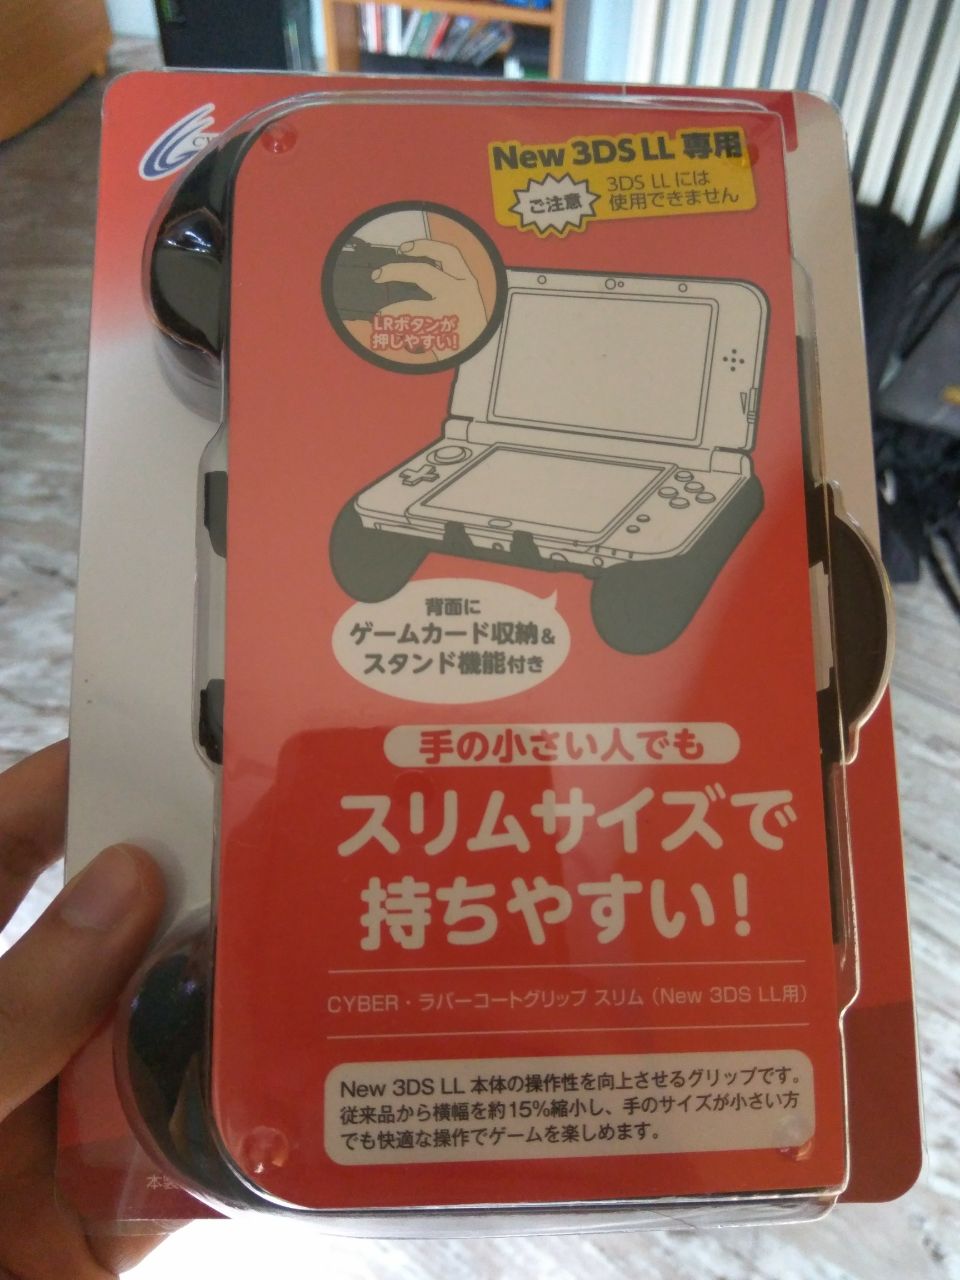 CY
New 3DS LL 専用
ご注意
3DS LL には
使用できません
LRボタンが
押しやすい!
背面に
ゲームカード収納&
スタンド機能付き
手の小さい人でも
スリムサイズで
持ちやすい!
CYBER・ラバーコートグリップ スリム（New 3DS LL用）
New 3DS LL 本体の操作性を向上させるグリップです。
従来品から横幅を約15%縮小し、手のサイズが小さい方
でも快適な操作でゲームを楽しめます。
本製